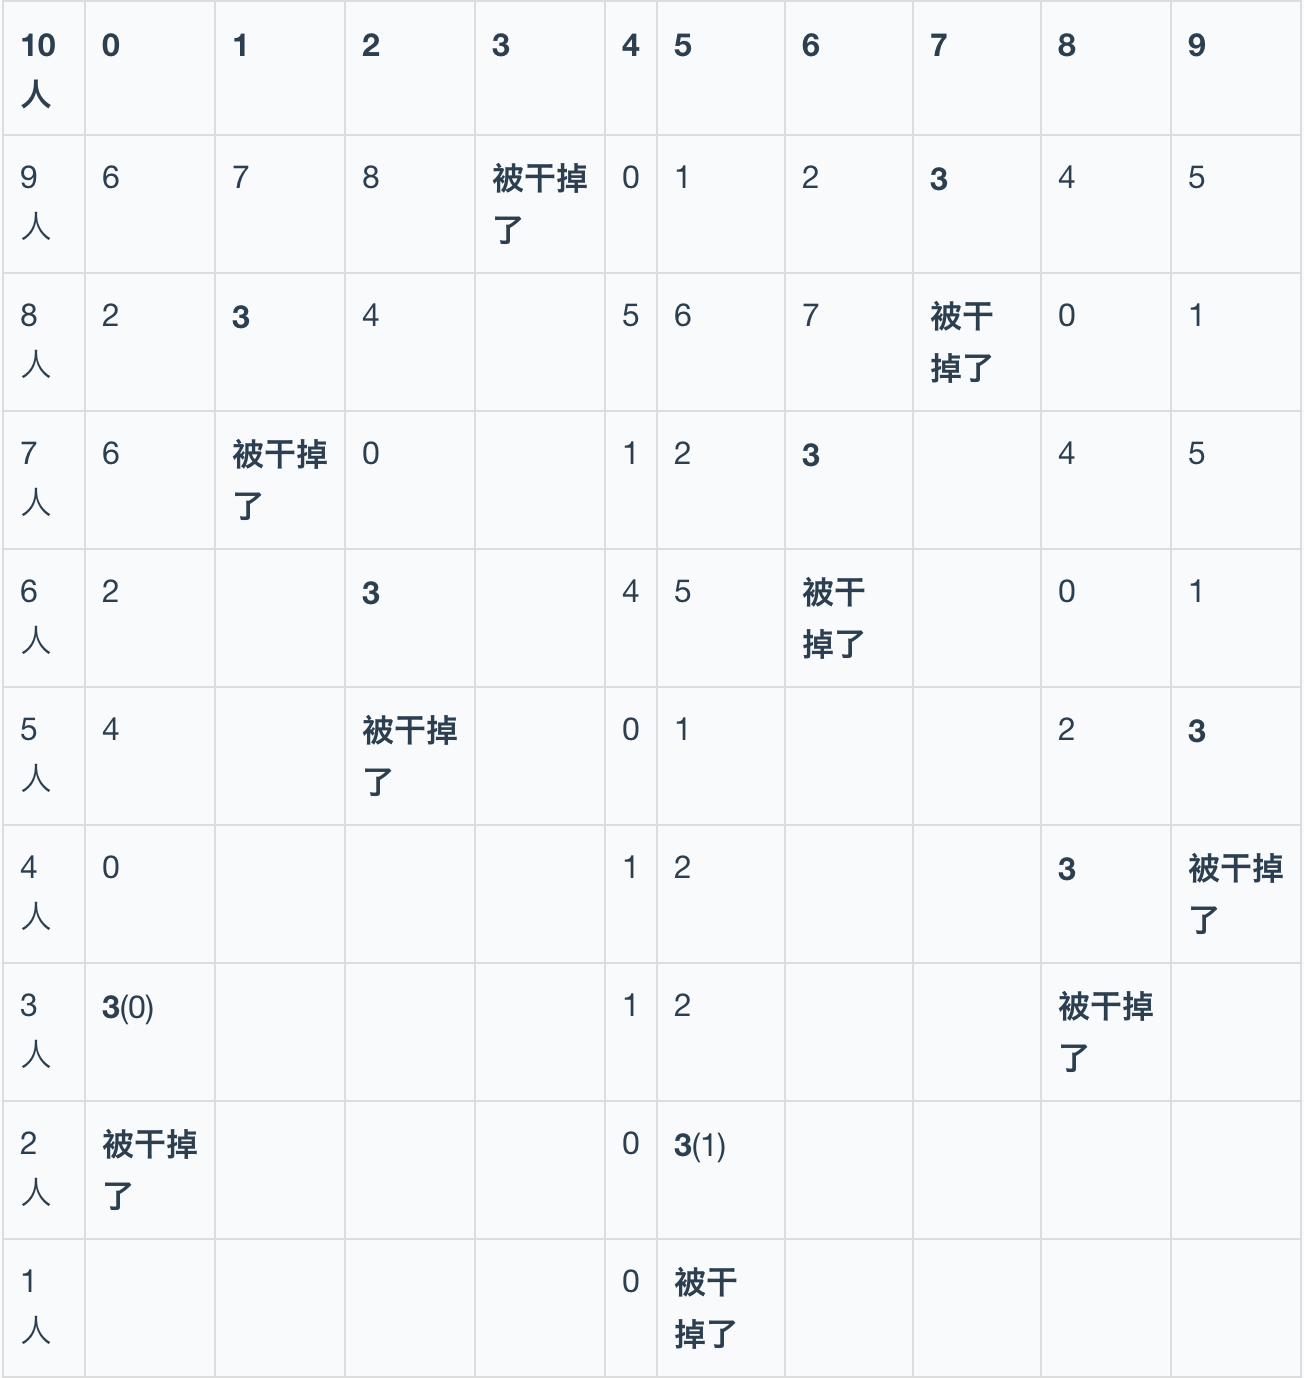 10 0 1 2 3 4 5 6 7 8 9
人
9 6 7 8 被干掉 0 1 2 3 4 5
人 了
8 2 3 4 5 6 7 被干 0 1
人 掉了
7 6 被干掉 0 1 2 3 4 5
人 了
6 2 3 4 5 被干 0 1
人 掉了
5 4 被干掉 0 1 2 3
人 了
4 0 1 2 3 被干掉
人 了
3 3(0) 1 2 被干掉
人 了
2 被干掉 0 3(1)
人 了
1 0 被干
人 掉了